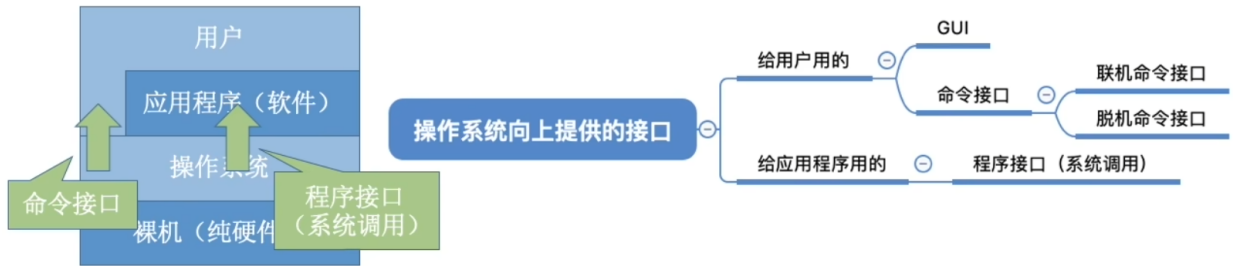 用户
应用程序（软件）
操作系统
命令接口
程序接口
（系统调用）
裸机（纯硬件
操作系统向上提供的接口
给用户用的
GUI
命令接口
联机命令接口
脱机命令接口
给应用程序用的
程序接口（系统调用）